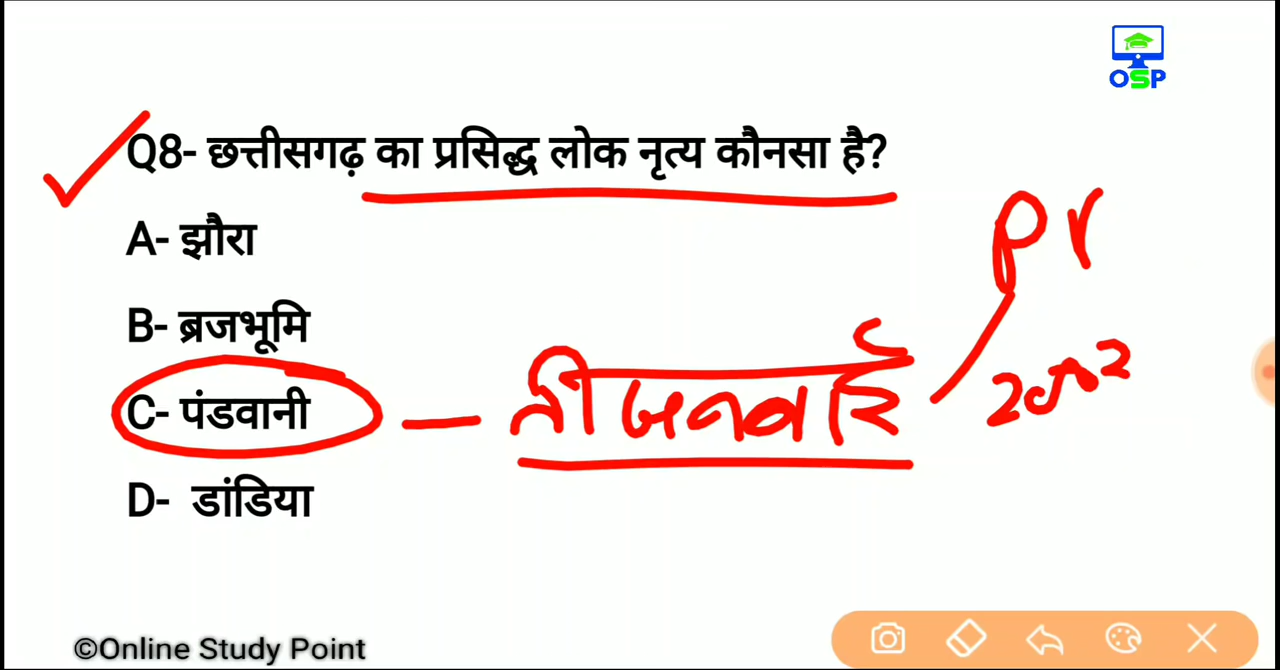 OSP
Q8- छत्तीसगढ़ का प्रसिद्ध लोक नृत्य कौनसा है?
A- झौरा
B- ब्रजभूमि
C- पंडवानी - तीजनबाई
D- डांडिया
©Online Study Point